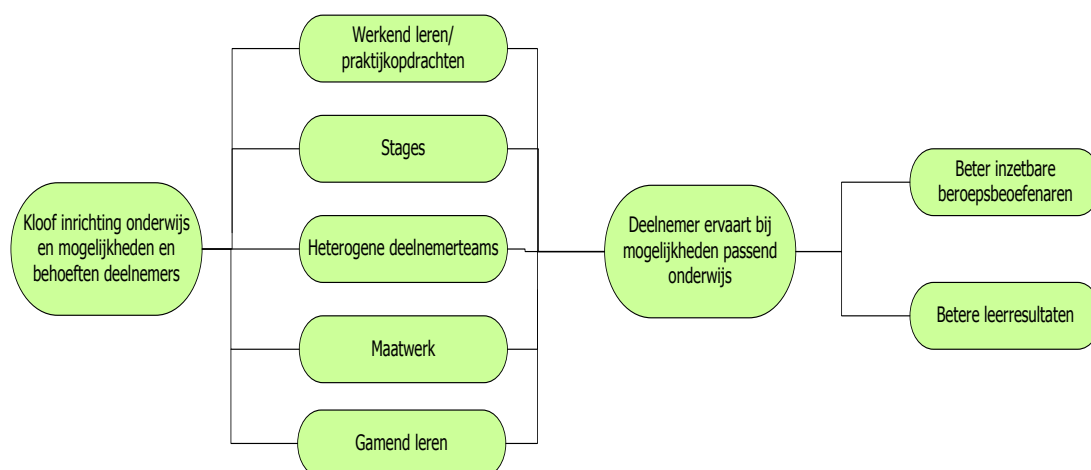 Kloof inrichting onderwijs
en mogelijkheden en
behoeften deelnemers
Werkend leren/
praktijkopdrachten
Stages
Heterogene deelnemerteams
Maatwerk
Gamend leren
Deelnemer ervaart bij
mogelijkheden passend
onderwijs
Beter inzetbare
beroepsbeoefenaren
Betere leerresultaten